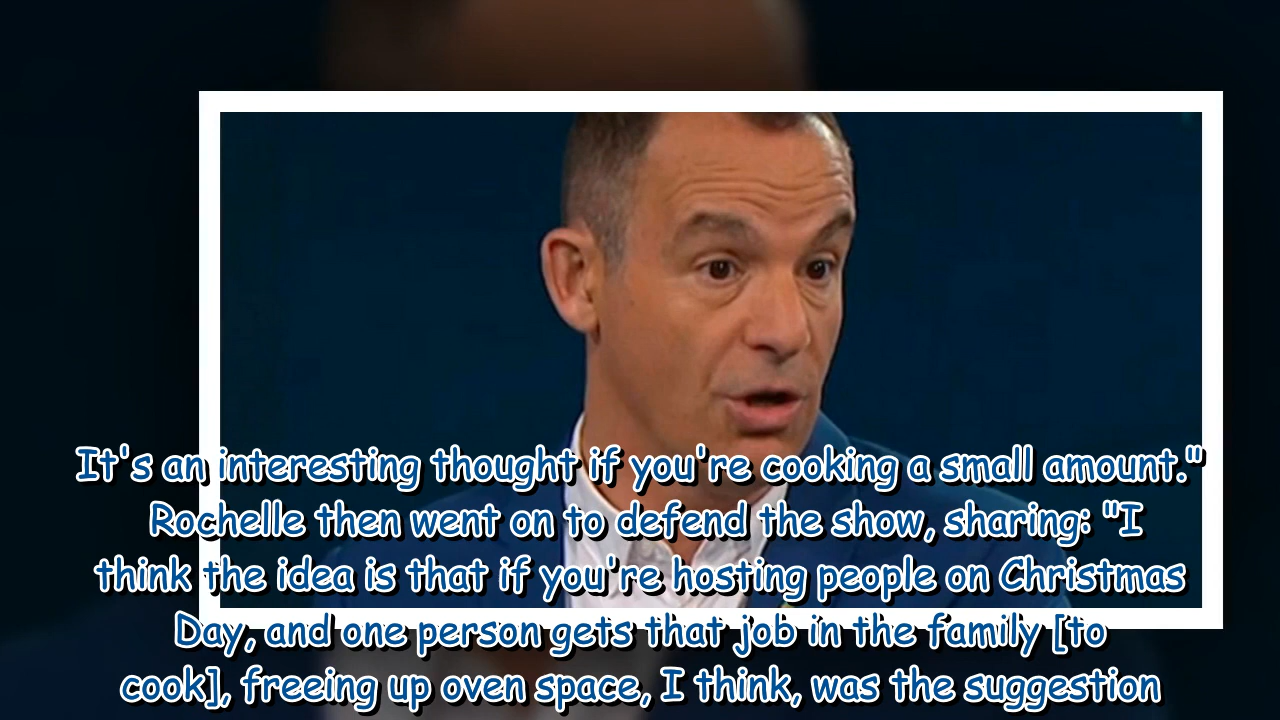 It's an interesting thought if you're cooking a small amount."
Rochelle then went on to defend the show, sharing: "I
think the idea is that if you're hosting people on Christmas
Day, and one person gets that job in the family [to
cook], freeing up oven space, I think, was the suggestion